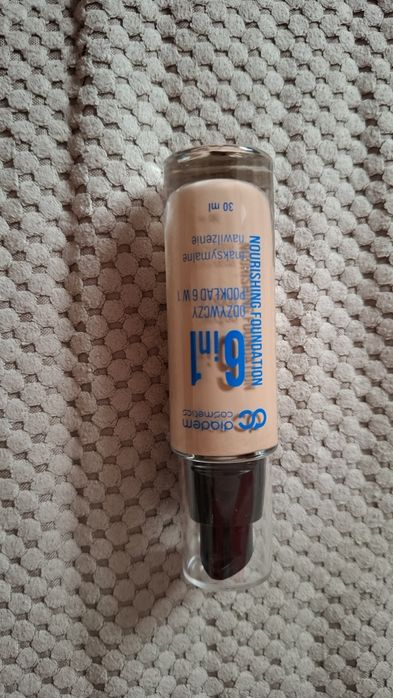 diadem
cosmetics
6in1
ODŻYWCZY
PODKŁAD 6 W 1
NOURISHING FOUNDATION
maksymalne
nawilżenie
30 ml